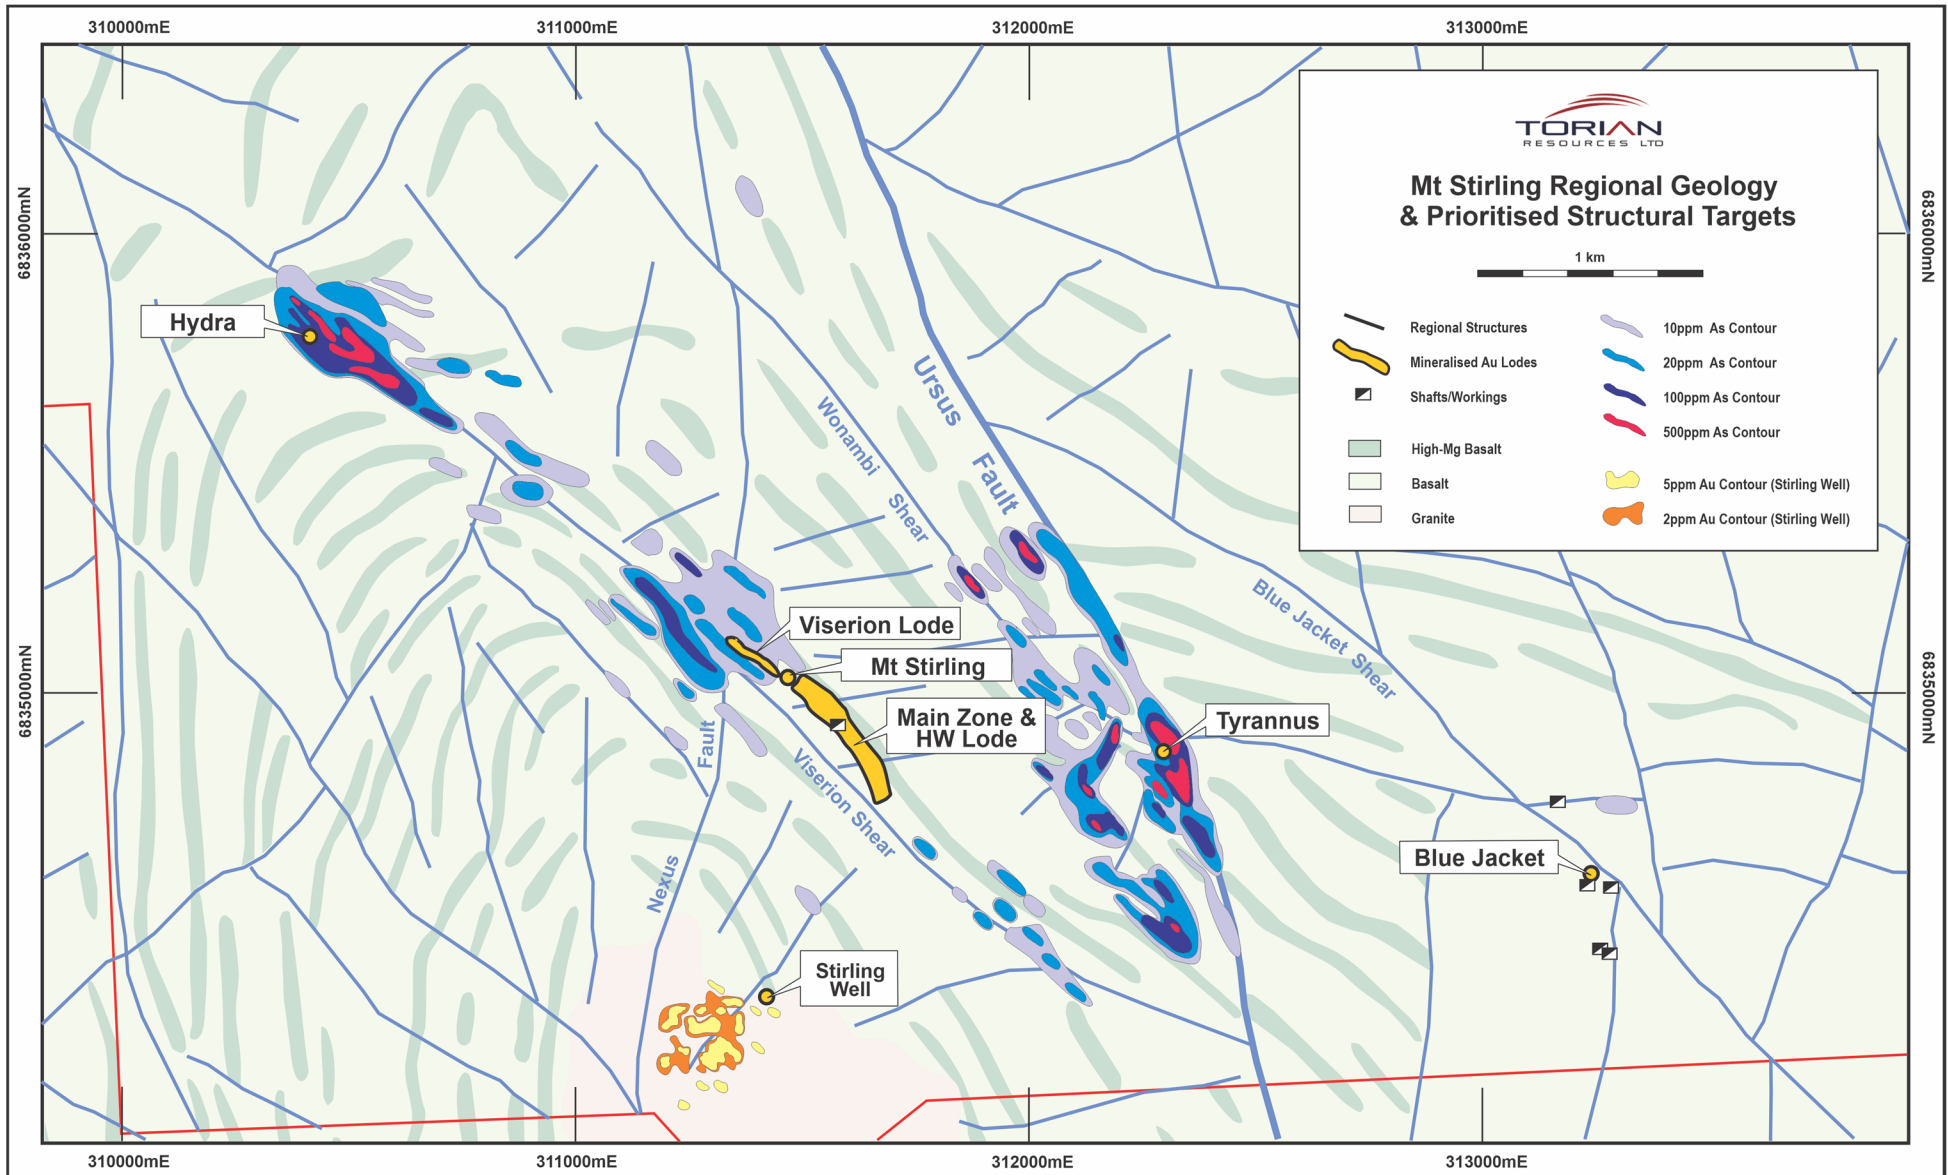 310000mE
311000mE
312000mE
313000mE
TORIAN
RESOURCES LTD
Mt Stirling Regional Geology
& Prioritised Structural Targets
1 km
Regional Structures
Mineralised Au Lodes
Shafts/Workings
High-Mg Basalt
Basalt
Granite
10ppm As Contour
20ppm As Contour
100ppm As Contour
500ppm As Contour
5ppm Au Contour (Stirling Well)
2ppm Au Contour (Stirling Well)
6836000mN
6836000mN
Hydra
Ursus
Fault
Wonambi
Shear
Blue Jacket Shear
Viserion Lode
Mt Stirling
Main Zone &
HW Lode
Tyrannus
6835000mN
6835000mN
Fault
Nexus
Viserion Shear
Blue Jacket
Stirling
Well
310000mE
311000mE
312000mE
313000mE